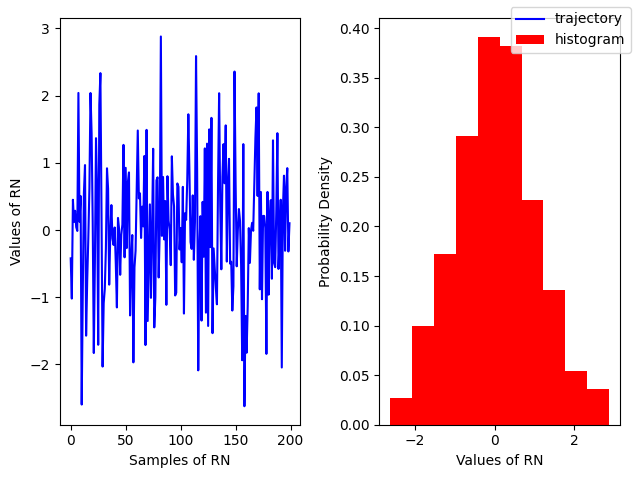 trajectory
histogram
3
2
1
0
−1
−2
Values of RN
0 50 100 150 200
Samples of RN
0.40
0.35
0.30
0.25
0.20
0.15
0.10
0.05
0.00
Probability Density
−2 0 2
Values of RN